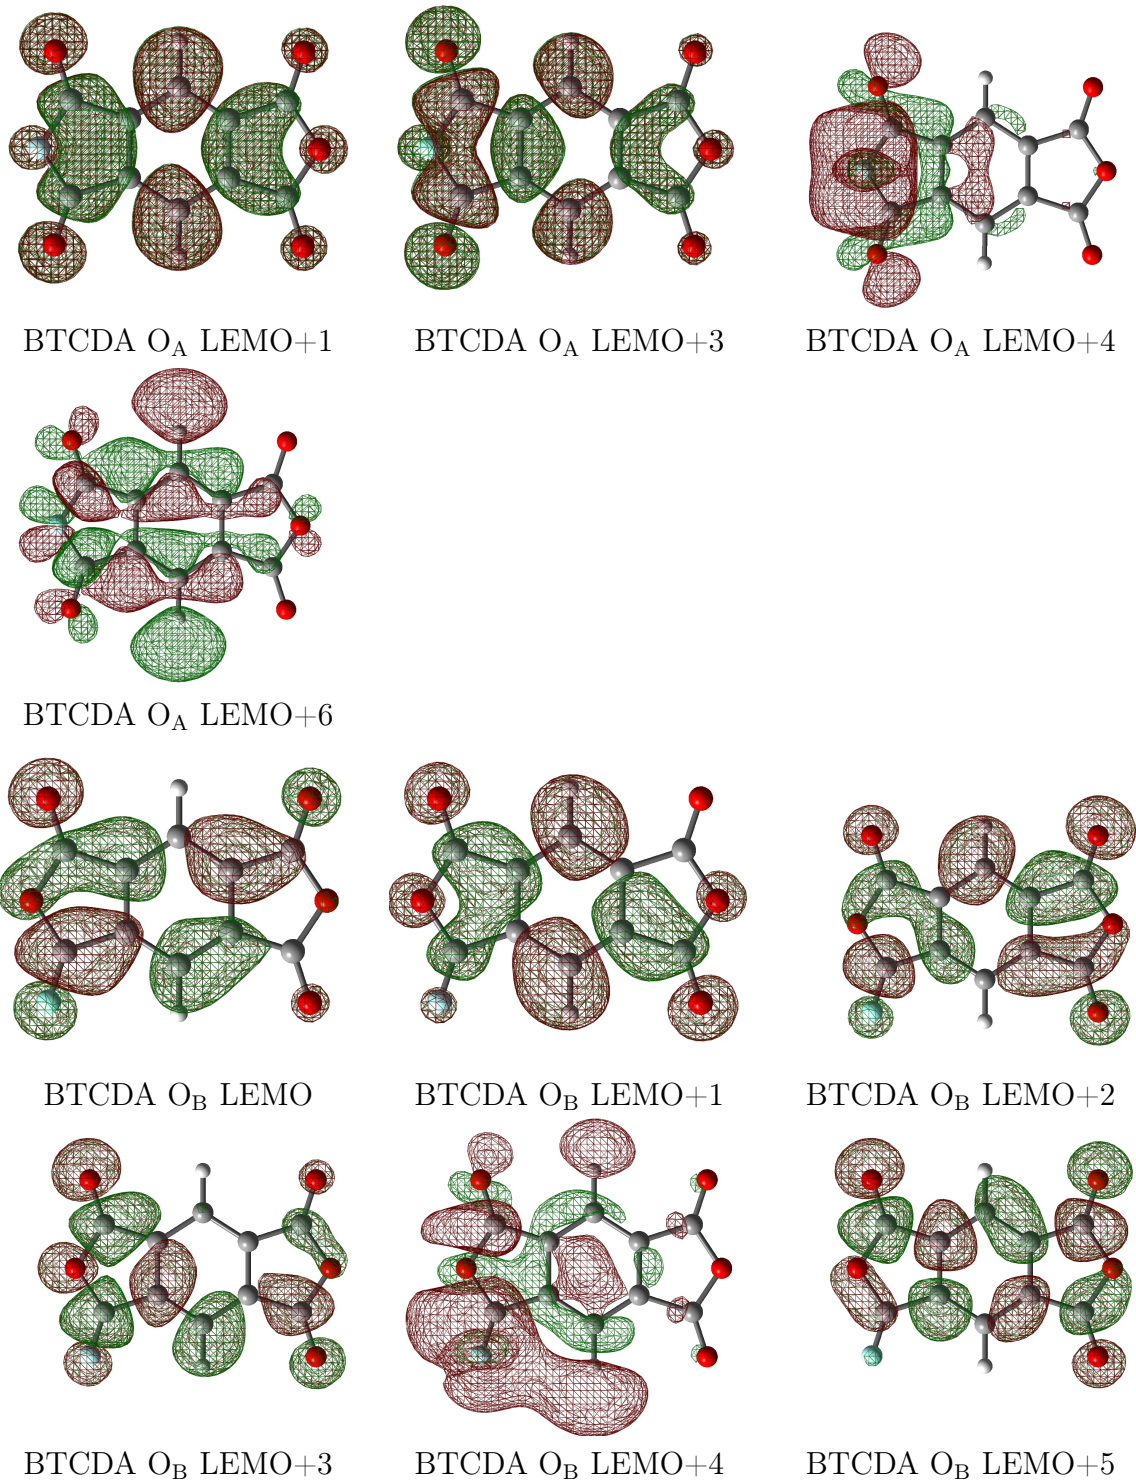 BTCDA O_A LEMO+1 BTCDA O_A LEMO+3 BTCDA O_A LEMO+4
BTCDA O_A LEMO+6
BTCDA O_B LEMO BTCDA O_B LEMO+1 BTCDA O_B LEMO+2
BTCDA O_B LEMO+3 BTCDA O_B LEMO+4 BTCDA O_B LEMO+5